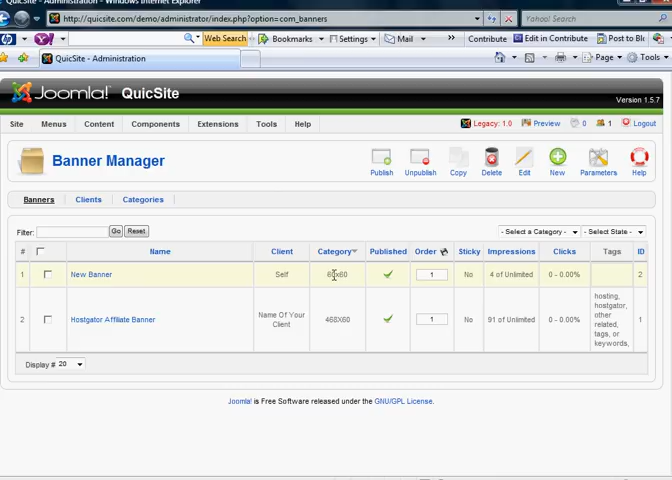 QuicSite - Administration - Windows Internet Explorer
http://quicsite.com/demo/administrator/index.php?option=com_banners
Yahoo! Search
Web Search
Bookmarks
Settings
Mail
Contribute
Edit in Contribute
Post to Bl
QuicSite - Administration
Page
Tools
Joomla! QuicSite
Version 1.5.7
Site Menus Content Components Extensions Tools Help
Legacy: 1.0 Preview 0 1 Logout
Banner Manager
Publish Unpublish Copy Delete Edit New Parameters Help
Banners Clients Categories
Filter: Go Reset - Select a Category - - Select State -
# Name Client Category Published Order Sticky Impressions Clicks Tags ID
1 New Banner Self 60x60 1 No 4 of Unlimited 0 - 0.00% 2
2 Hostgator Affiliate Banner Name Of Your Client 468X60 1 No 91 of Unlimited 0 - 0.00% hosting, hostgator, other related, tags, or keywords, 1
Display # 20
Joomla! is Free Software released under the GNU/GPL License.